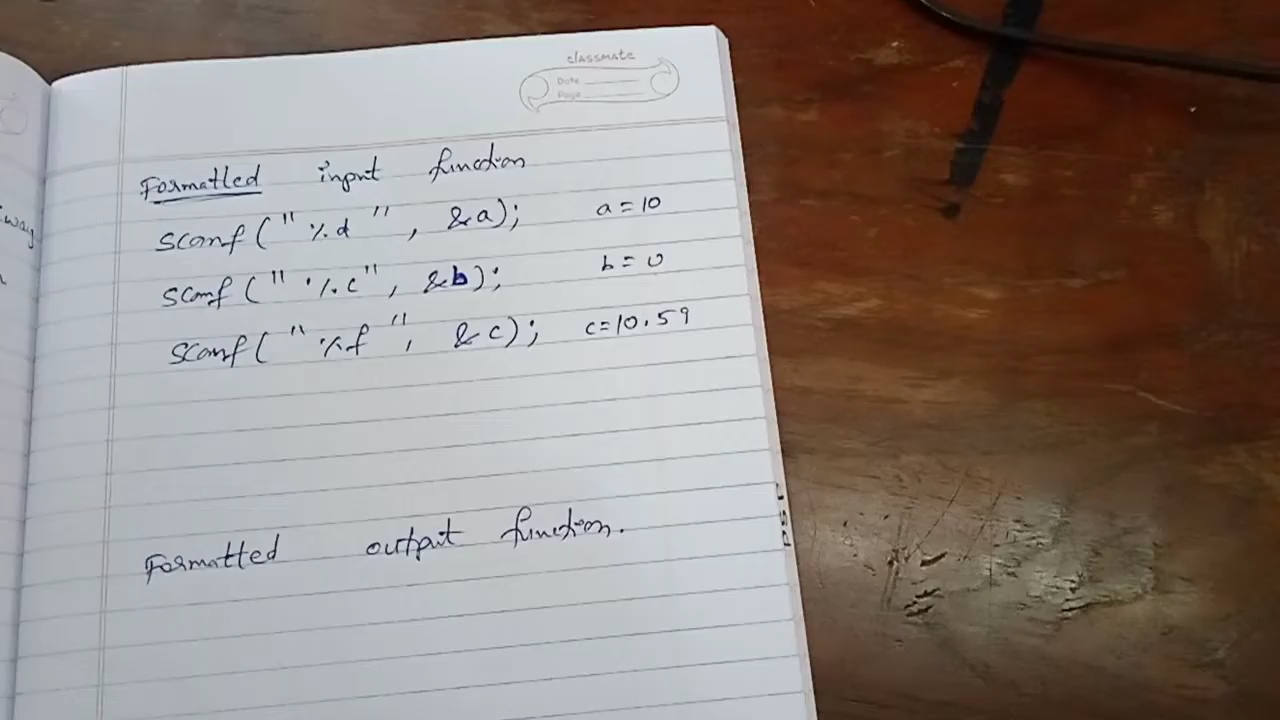 classmate
Date
Page
Formatted input function
scanf ( " %d " , &a); a = 10
scanf ( " %c" , &b); b = 0
scanf ( " %f " , & c); c=10.59
Formatted output function.